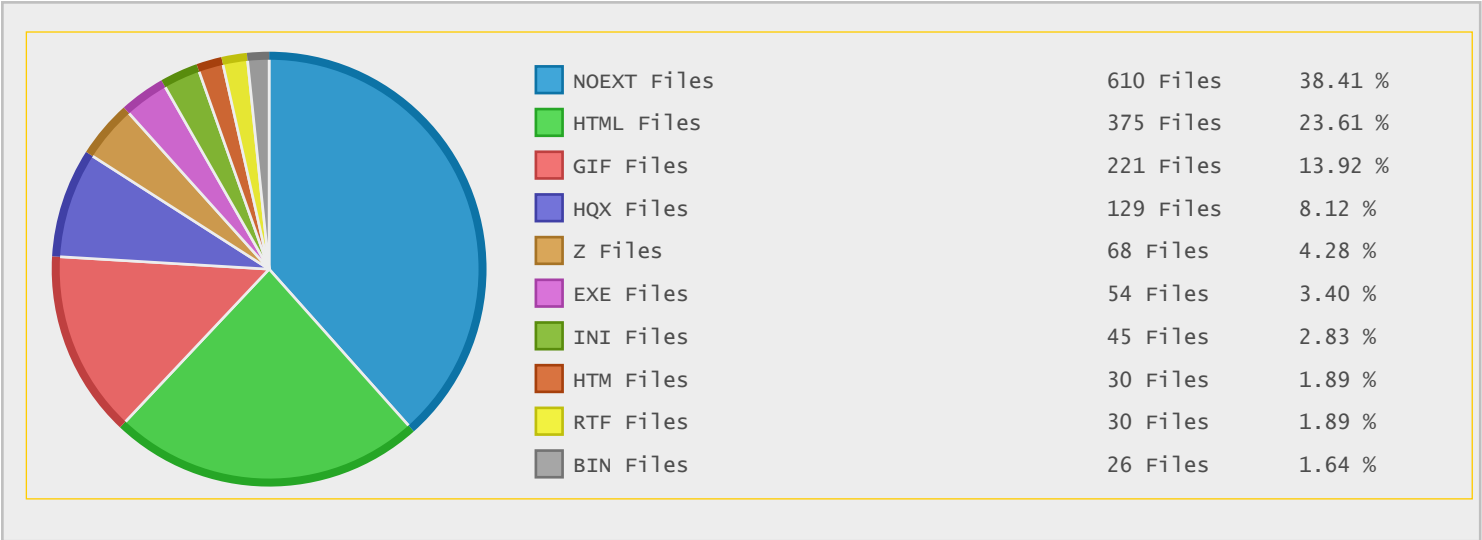 NOEXT Files 610 Files 38.41 %
HTML Files 375 Files 23.61 %
GIF Files 221 Files 13.92 %
HQX Files 129 Files 8.12 %
Z Files 68 Files 4.28 %
EXE Files 54 Files 3.40 %
INI Files 45 Files 2.83 %
HTM Files 30 Files 1.89 %
RTF Files 30 Files 1.89 %
BIN Files 26 Files 1.64 %